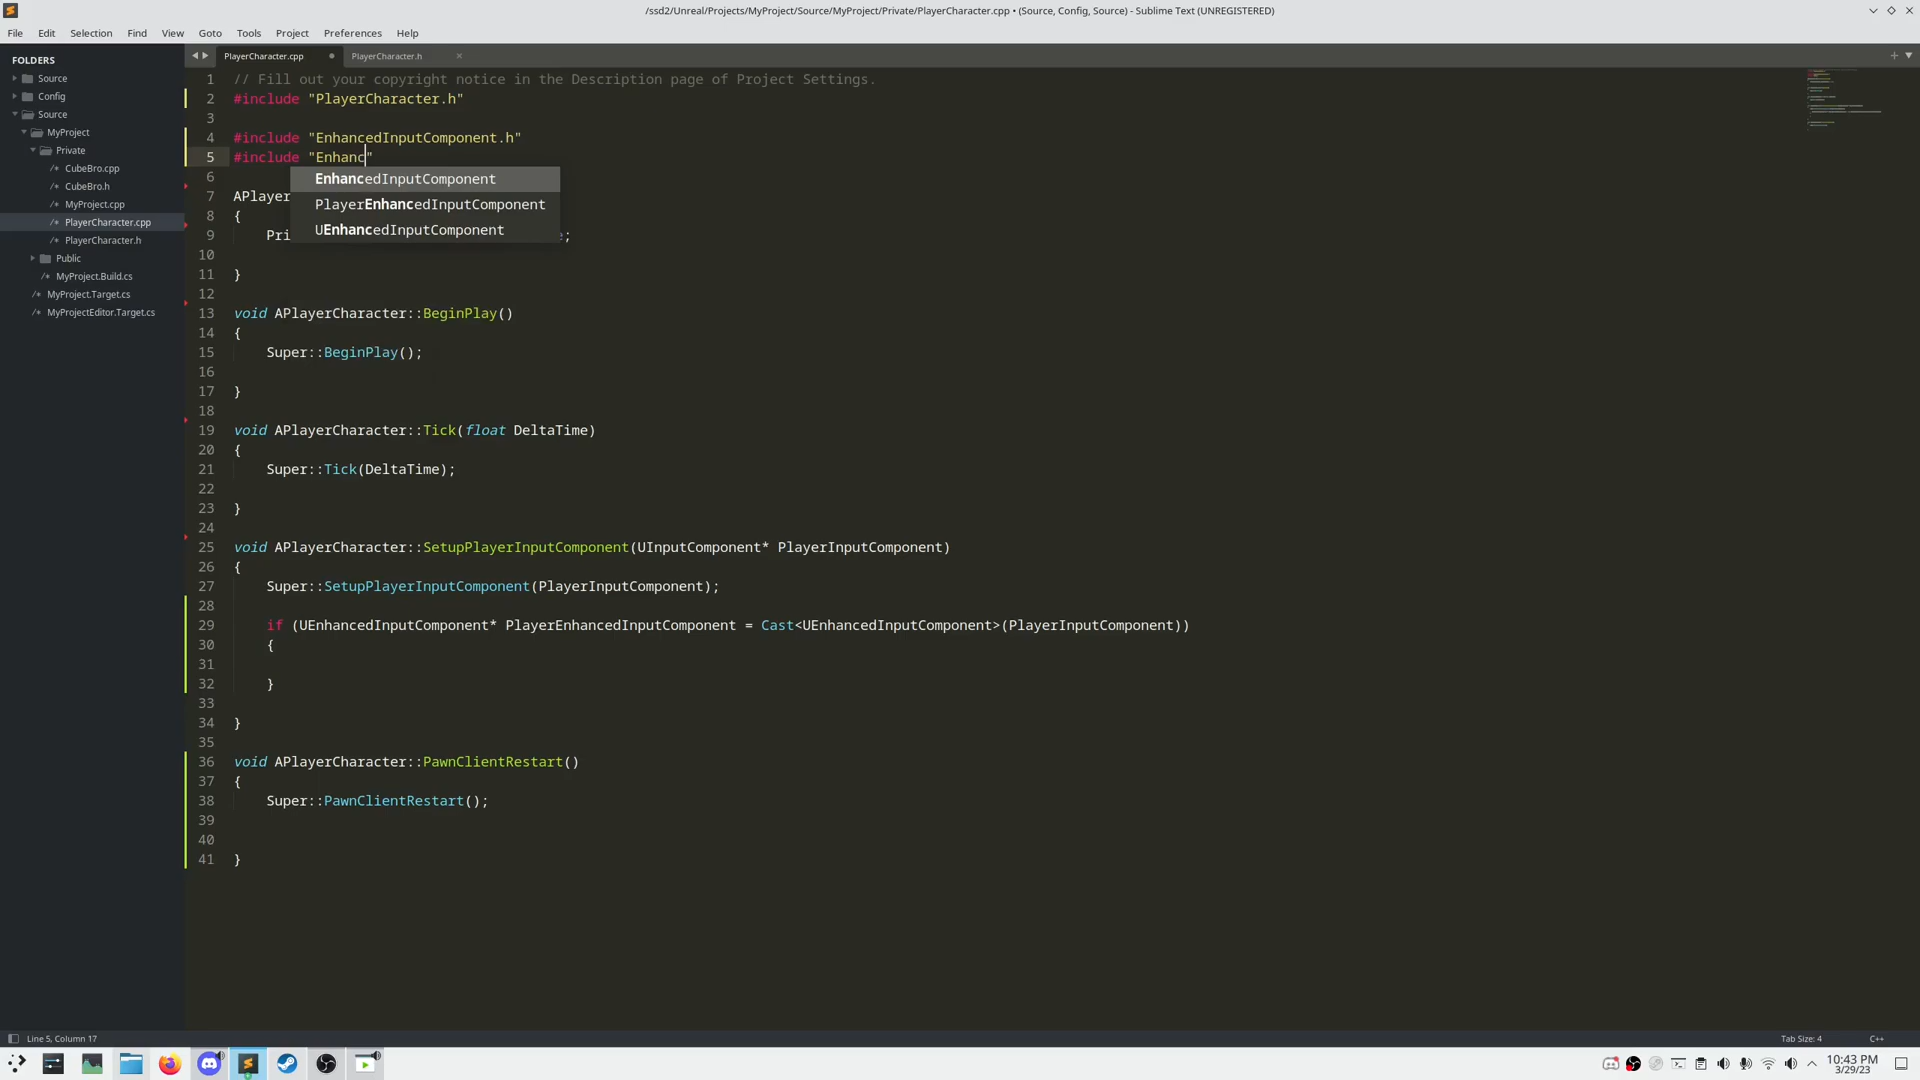 /ssd2/Unreal/Projects/MyProject/Source/MyProject/Private/PlayerCharacter.cpp • (Source, Config, Source) - Sublime Text (UNREGISTERED)
File Edit Selection Find View Goto Tools Project Preferences Help
FOLDERS
Source
Config
Source
MyProject
Private
/* CubeBro.cpp
/* CubeBro.h
/* MyProject.cpp
/* PlayerCharacter.cpp
/* PlayerCharacter.h
Public
/* MyProject.Build.cs
/* MyProject.Target.cs
/* MyProjectEditor.Target.cs
PlayerCharacter.cpp PlayerCharacter.h
1 // Fill out your copyright notice in the Description page of Project Settings.
2 #include "PlayerCharacter.h"
3
4 #include "EnhancedInputComponent.h"
5 #include "Enhanc"
EnhancedInputComponent
PlayerEnhancedInputComponent
UEnhancedInputComponent
6
7 APlayer
8 {
9 Pri e;
10
11 }
12
13 void APlayerCharacter::BeginPlay()
14 {
15 Super::BeginPlay();
16
17 }
18
19 void APlayerCharacter::Tick(float DeltaTime)
20 {
21 Super::Tick(DeltaTime);
22
23 }
24
25 void APlayerCharacter::SetupPlayerInputComponent(UInputComponent* PlayerInputComponent)
26 {
27 Super::SetupPlayerInputComponent(PlayerInputComponent);
28
29 if (UEnhancedInputComponent* PlayerEnhancedInputComponent = Cast<UEnhancedInputComponent>(PlayerInputComponent))
30 {
31
32 }
33
34 }
35
36 void APlayerCharacter::PawnClientRestart()
37 {
38 Super::PawnClientRestart();
39
40
41 }
Line 5, Column 17
Tab Size: 4 C++
10:43 PM
3/29/23